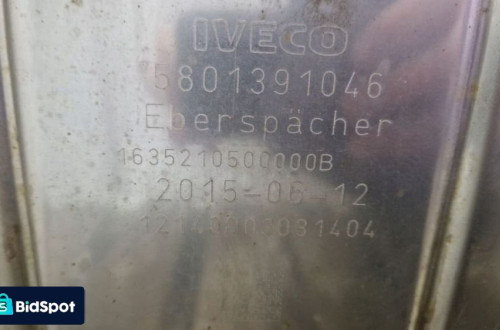 IVECO
5801391046
Eberspächer
1635210500000B
2015-06-12
BidSpot